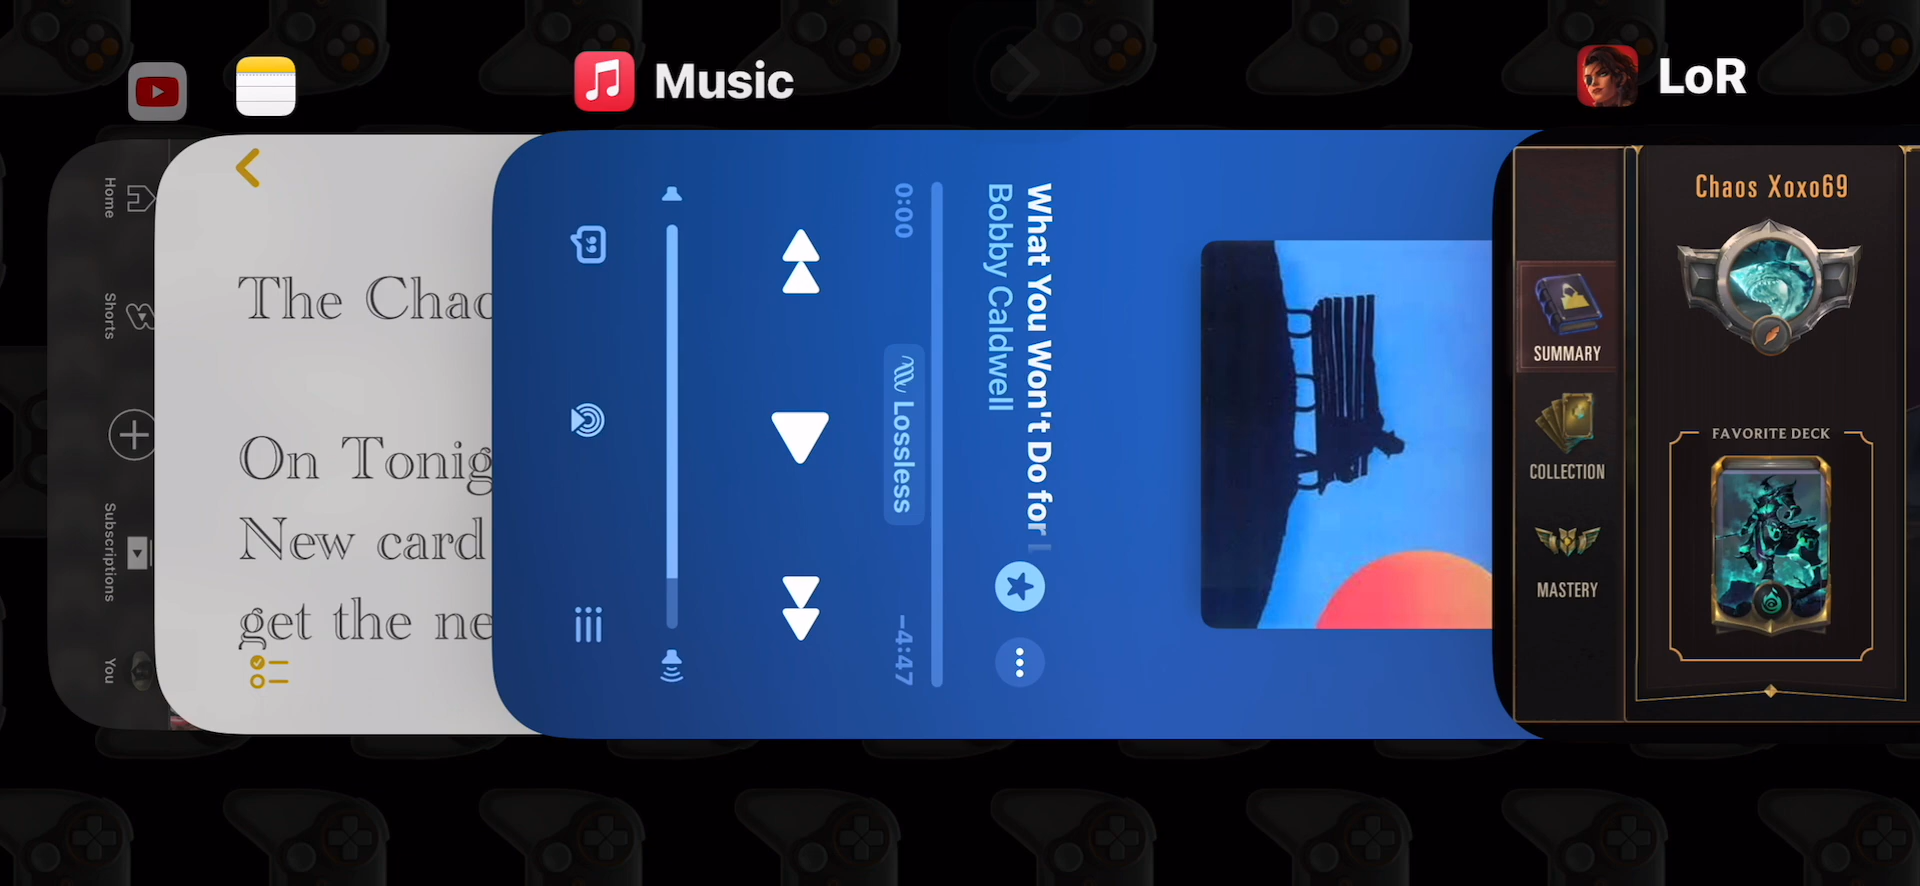 Music
LoR
Home
Shorts
Subscriptions
You
The Chao
On Tonig
New card
get the ne
What You Won't Do for
Bobby Caldwell
0:00
Lossless
-4:47
Chaos Xoxo69
SUMMARY
COLLECTION
MASTERY
FAVORITE DECK